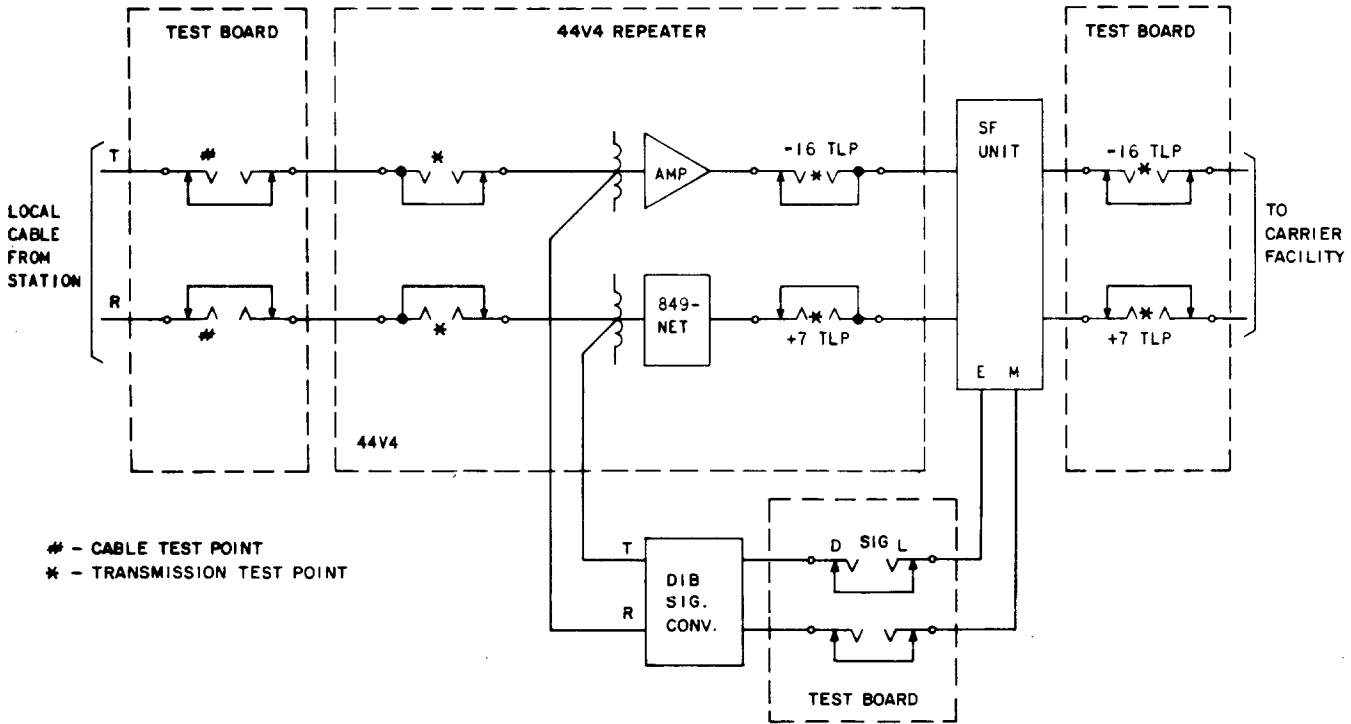 TEST BOARD
44V4 REPEATER
TEST BOARD
LOCAL
CABLE
FROM
STATION
T
R
#
#
*
*
AMP
849-
NET
-16 TLP
*
*
+7 TLP
SF
UNIT
E M
-16 TLP
*
*
+7 TLP
TO
CARRIER
FACILITY
44V4
# - CABLE TEST POINT
* - TRANSMISSION TEST POINT
T
R
DIB
SIG.
CONV.
D SIG L
TEST BOARD